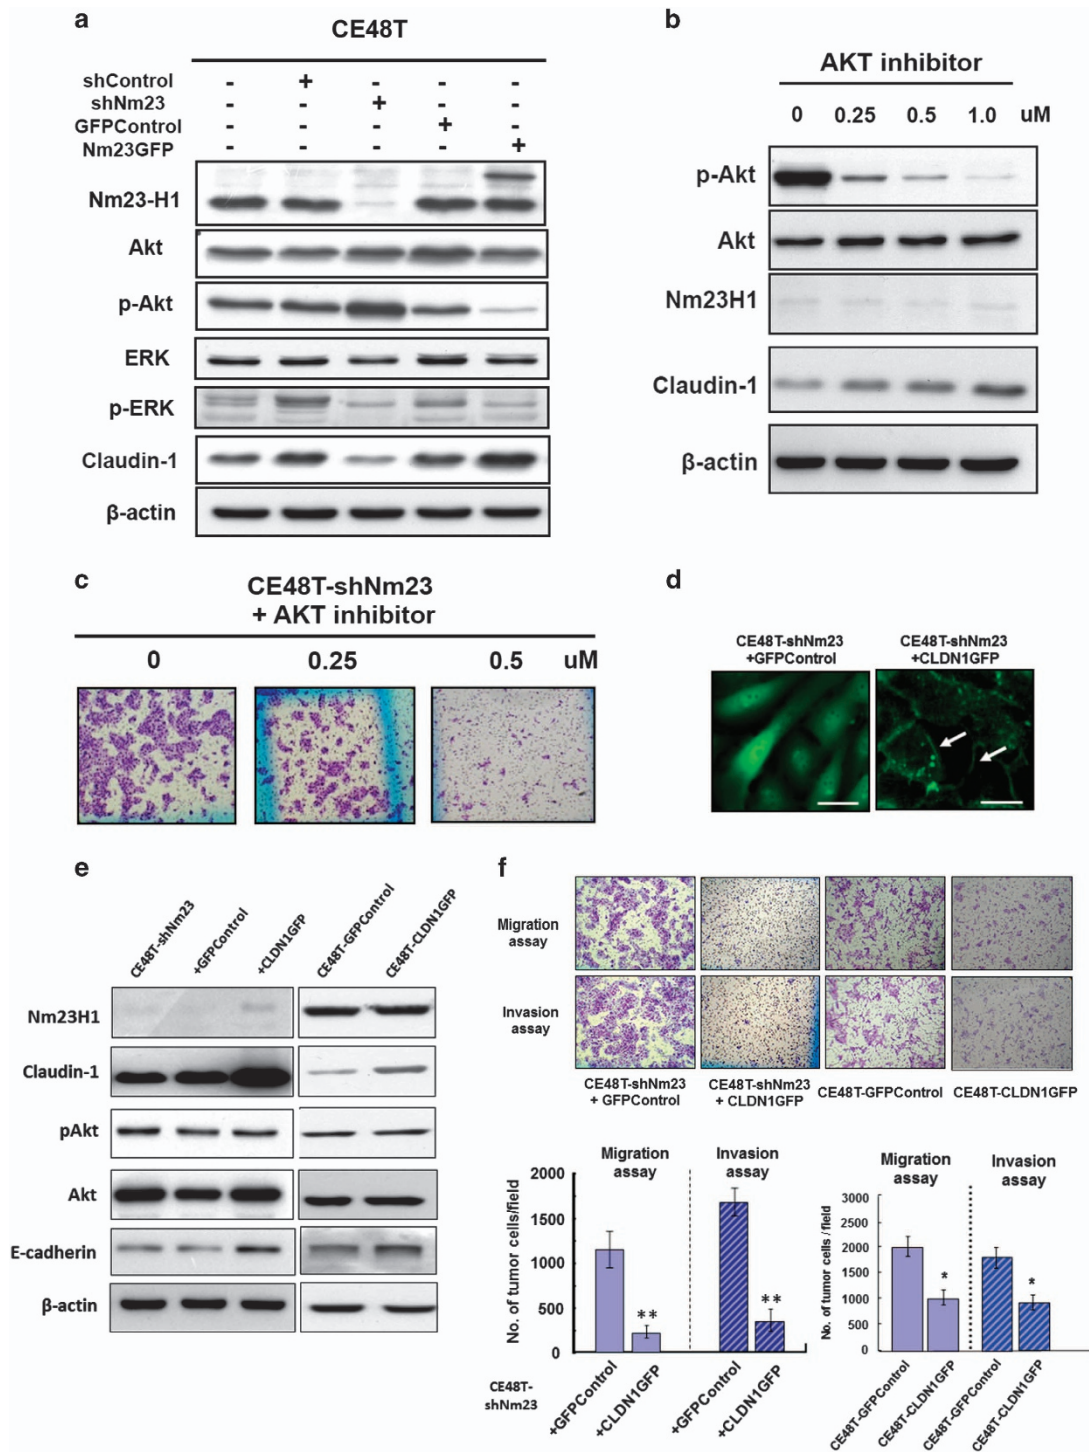 a
CE48T
shControl - + - - -
shNm23 - - + - -
GFPControl - - - + -
Nm23GFP - - - - +
Nm23-H1
Akt
p-Akt
ERK
p-ERK
Claudin-1
β-actin
b
AKT inhibitor
0 0.25 0.5 1.0 uM
p-Akt
Akt
Nm23H1
Claudin-1
β-actin
c
CE48T-shNm23
+ AKT inhibitor
0 0.25 0.5 uM
d
CE48T-shNm23
+GFPControl
CE48T-shNm23
+CLDN1GFP
e
CE48T-shNm23
+GFPControl
+CLDN1GFP
CE48T-GFPControl
CE48T-CLDN1GFP
Nm23H1
Claudin-1
pAkt
Akt
E-cadherin
β-actin
f
Migration
assay
Invasion
assay
CE48T-shNm23
+ GFPControl
CE48T-shNm23
+ CLDN1GFP
CE48T-GFPControl
CE48T-CLDN1GFP
Migration
assay
Invasion
assay
No. of tumor cells/field
2000
1500
1000
500
0
**
**
CE48T-
shNm23
+GFPControl
+CLDN1GFP
+GFPControl
+CLDN1GFP
Migration
assay
Invasion
assay
No. of tumor cells /field
3000
2500
2000
1500
1000
500
0
*
*
CE48T-GFPControl
CE48T-CLDN1GFP
CE48T-GFPControl
CE48T-CLDN1GFP